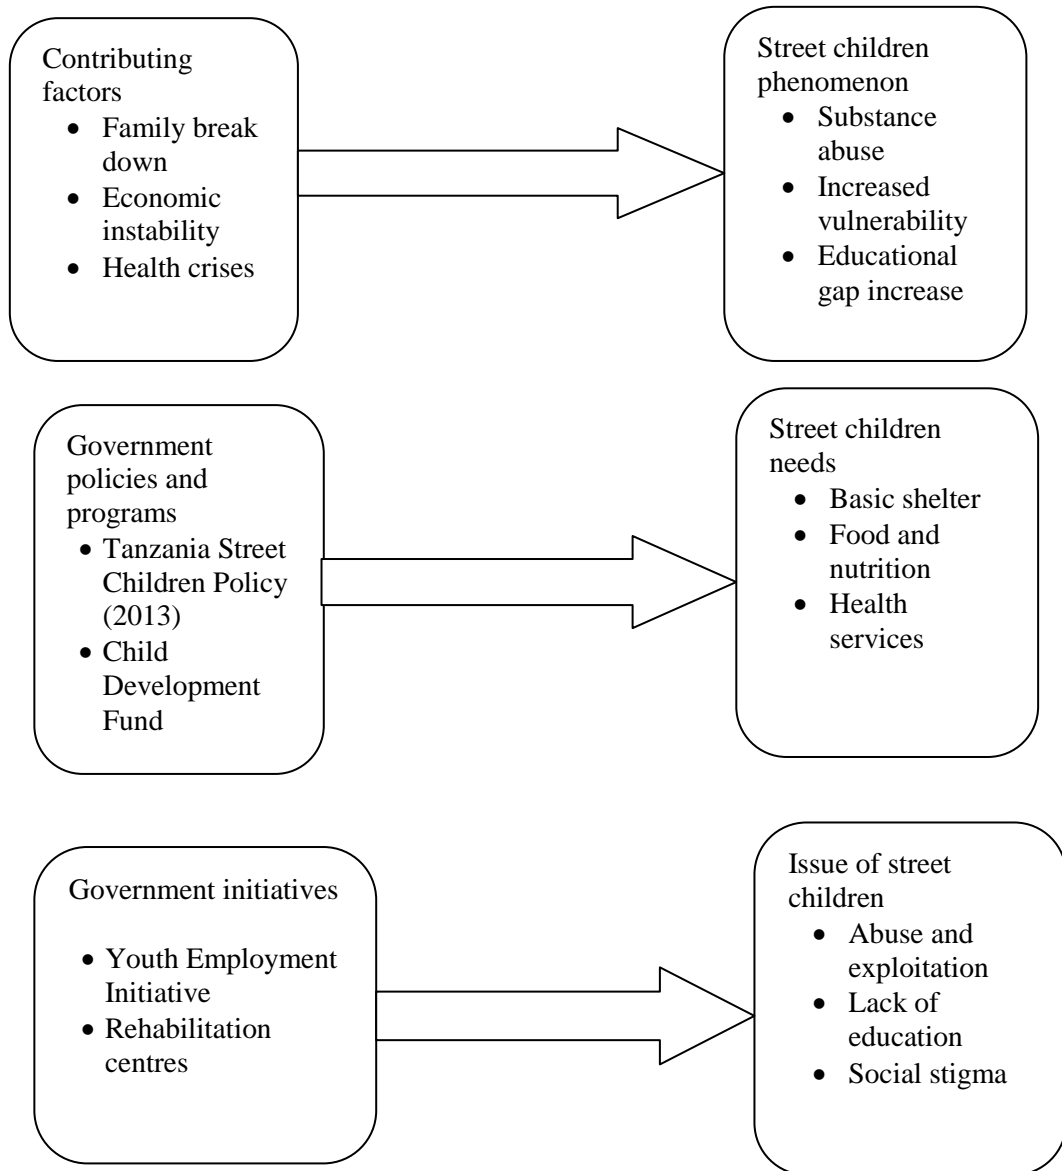 Contributing
factors
• Family break
down
• Economic
instability
• Health crises
Street children
phenomenon
• Substance
abuse
• Increased
vulnerability
• Educational
gap increase
Government
policies and
programs
• Tanzania Street
Children Policy
(2013)
• Child
Development
Fund
Street children
needs
• Basic shelter
• Food and
nutrition
• Health
services
Government initiatives
• Youth Employment
Initiative
• Rehabilitation
centres
Issue of street
children
• Abuse and
exploitation
• Lack of
education
• Social stigma